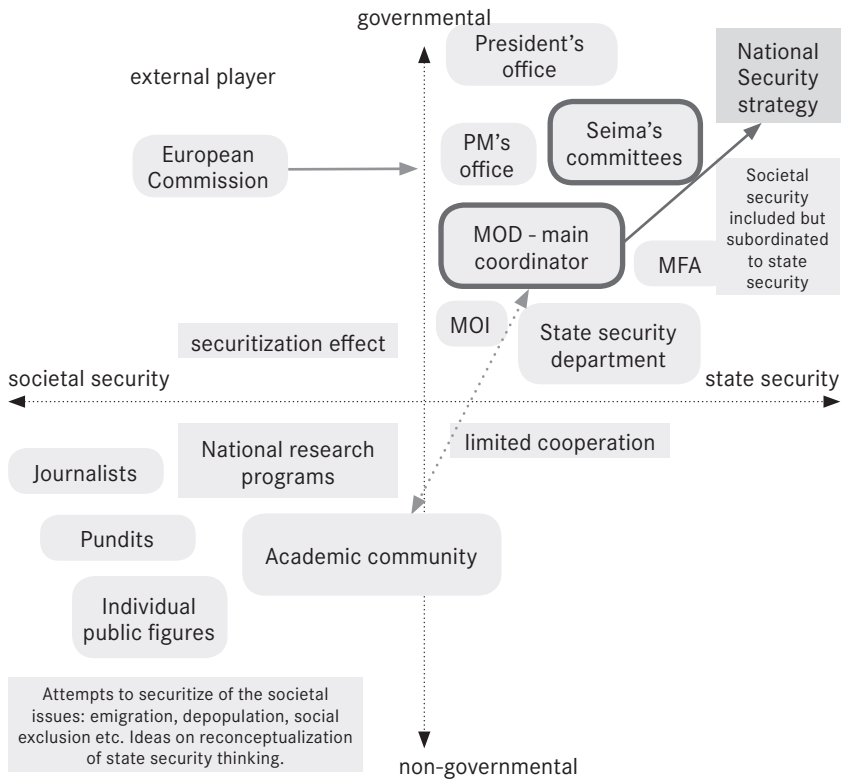 governmental
President's
office
National
Security
strategy
external player
European
Commission
PM's
office
Seima's
committees
Societal
security
included but
subordinated
to state
security
MOD - main
coordinator
MFA
MOI
State security
department
securitization effect
societal security
state security
limited cooperation
National research
programs
Journalists
Pundits
Academic community
Individual
public figures
Attempts to securitize of the societal
issues: emigration, depopulation, social
exclusion etc. Ideas on reconceptualization
of state security thinking.
non-governmental